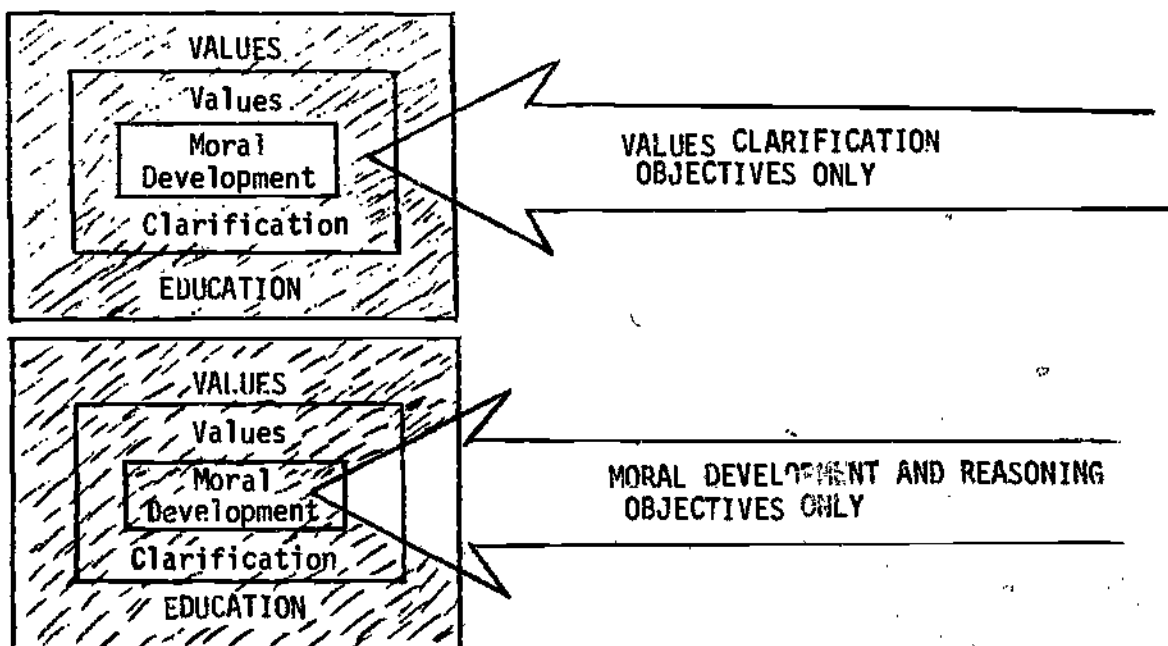 VALUES
Values
Moral
Development
Clarification
EDUCATION
VALUES CLARIFICATION
OBJECTIVES ONLY
VALUES
Values
Moral
Development
Clarification
EDUCATION
MORAL DEVELOPMENT AND REASONING
OBJECTIVES ONLY